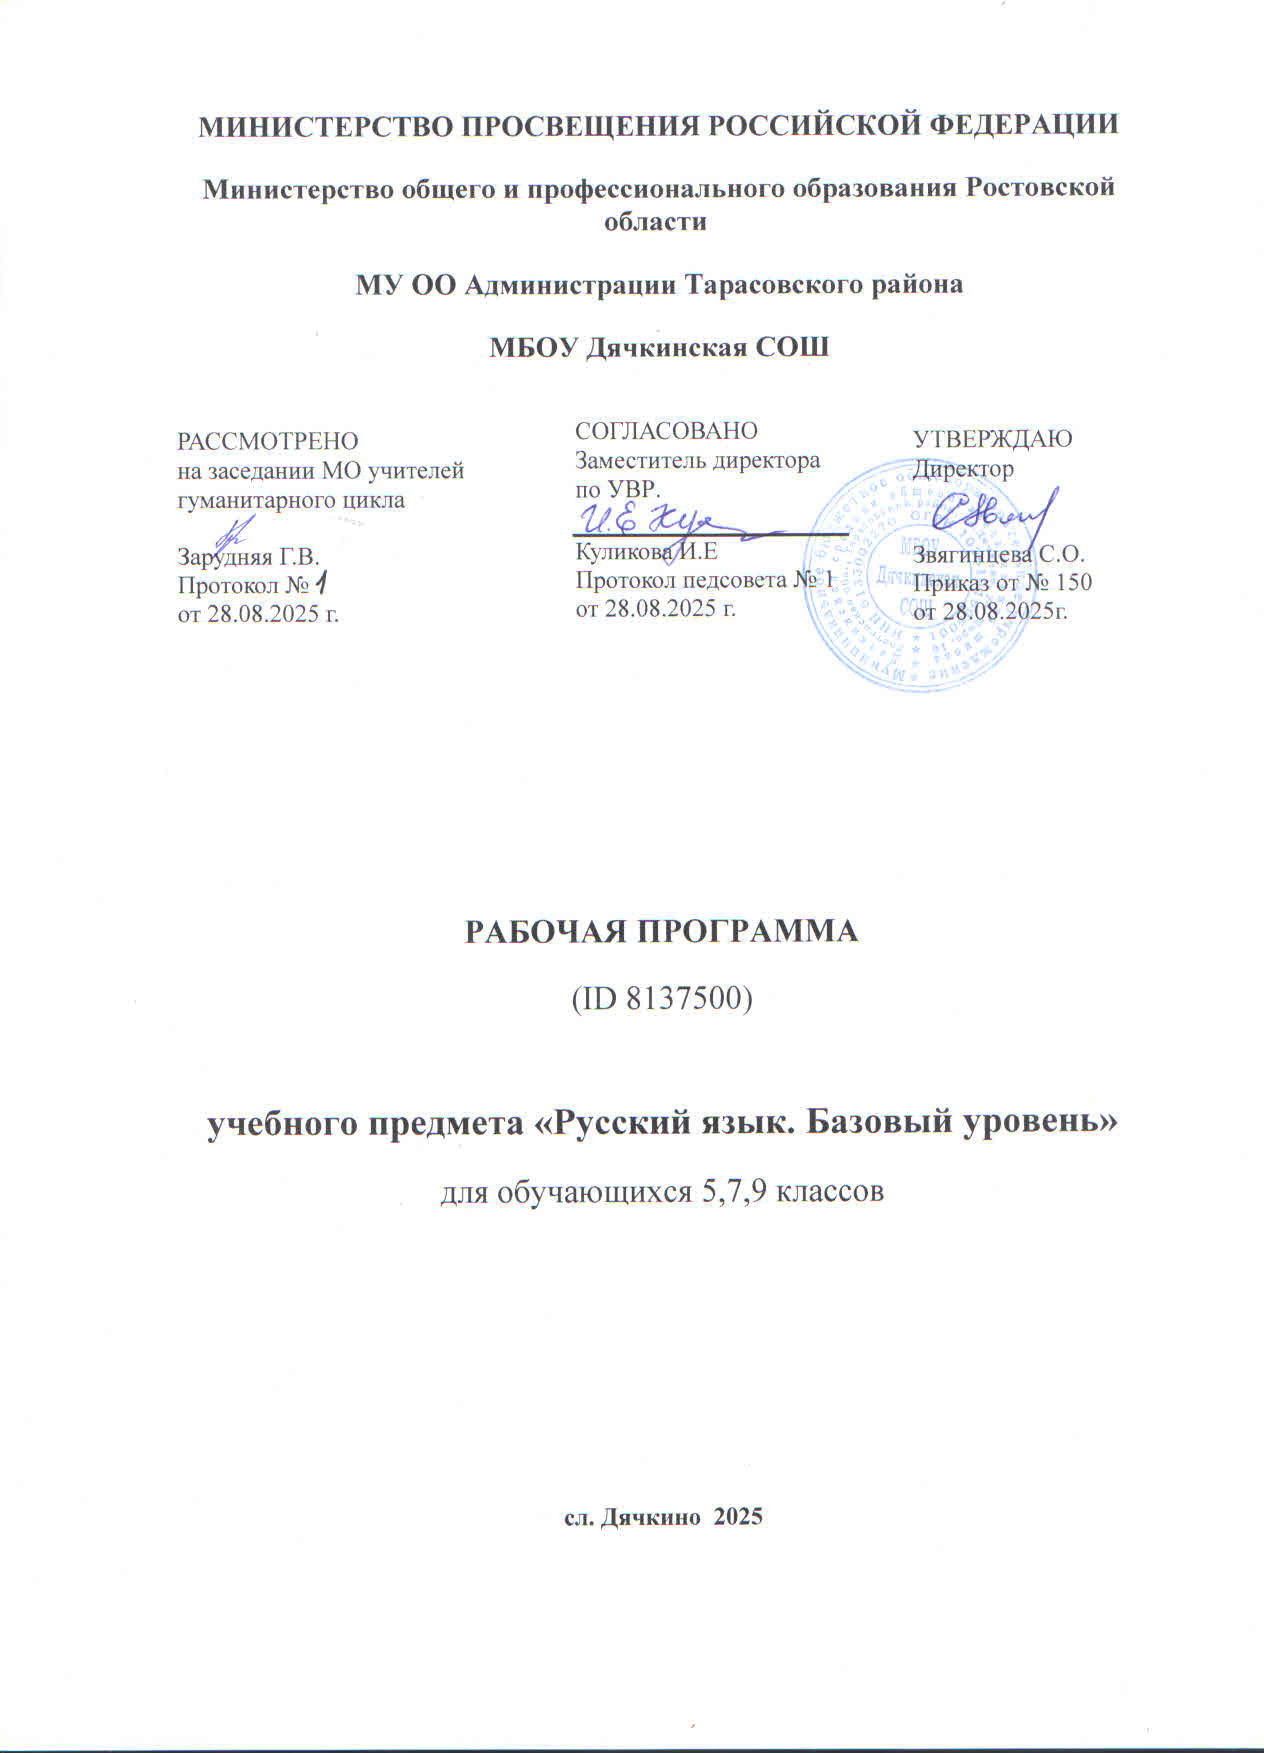 МИНИСТЕРСТВО ПРОСВЕЩЕНИЯ РОССИЙСКОЙ ФЕДЕРАЦИИ
Министерство общего и профессионального образования Ростовской
области
МУ ОО Администрации Тарасовского района
МБОУ Дячкинская СОШ
РАССМОТРЕНО
на заседании МО учителей
гуманитарного цикла
Зарудняя Г.В.
Протокол № 1
от 28.08.2025 г.
СОГЛАСОВАНО
Заместитель директора
по УВР.
Куликова И.Е
Протокол педсовета № 1
от 28.08.2025 г.
УТВЕРЖДАЮ
Директор
Звягинцева С.О.
Приказ от № 150
от 28.08.2025г.
МБОУ
Дячкинская
СОШ
РАБОЧАЯ ПРОГРАММА
(ID 8137500)
учебного предмета «Русский язык. Базовый уровень»
для обучающихся 5,7,9 классов
сл. Дячкино 2025